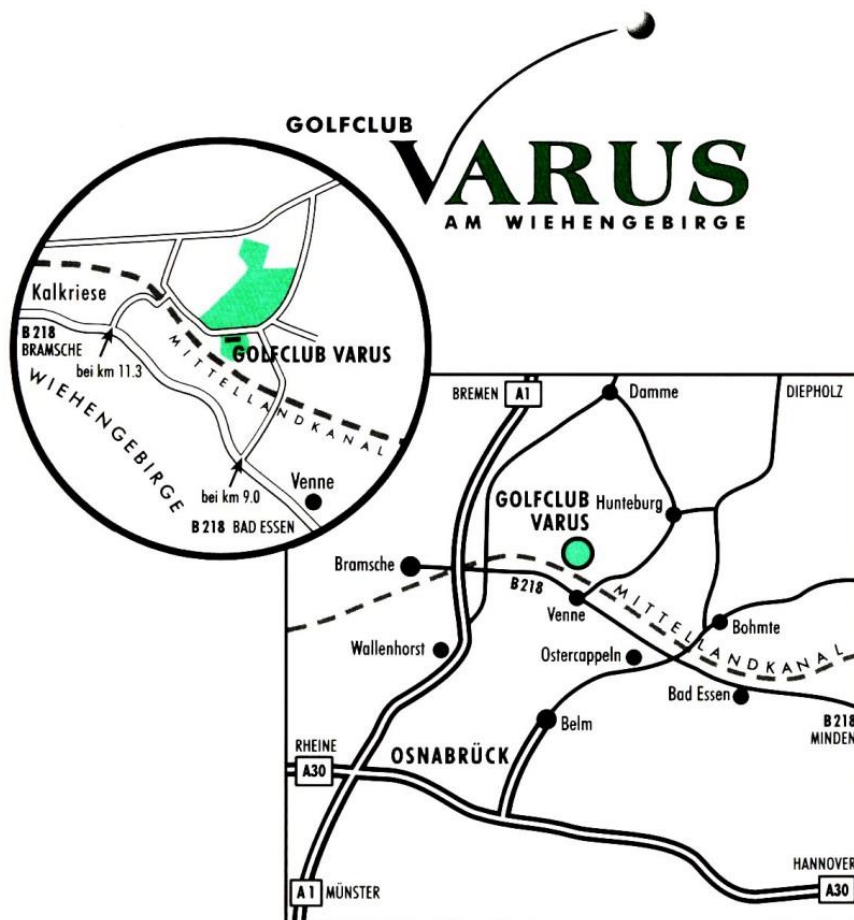 GOLFCLUB
VARUS
AM WIEHENGEBIRGE
Kalkriese
B 218
BRAMSCHE
bei km 11.3
GOLFCLUB VARUS
MITTELLANDKANAL
WIEHENGEBIRGE
bei km 9.0
Venne
B 218 BAD ESSEN
BREMEN
A1
Damme
DIEPHOLZ
GOLFCLUB
VARUS
Hunteburg
Bramsche
B 218
Venne
MITTELLANDKANAL
Bohmte
Wallenhorst
Ostercappeln
Bad Essen
B 218
MINDEN
Belm
RHEINE
A30
OSNABRÜCK
HANNOVER
A30
A 1 MÜNSTER